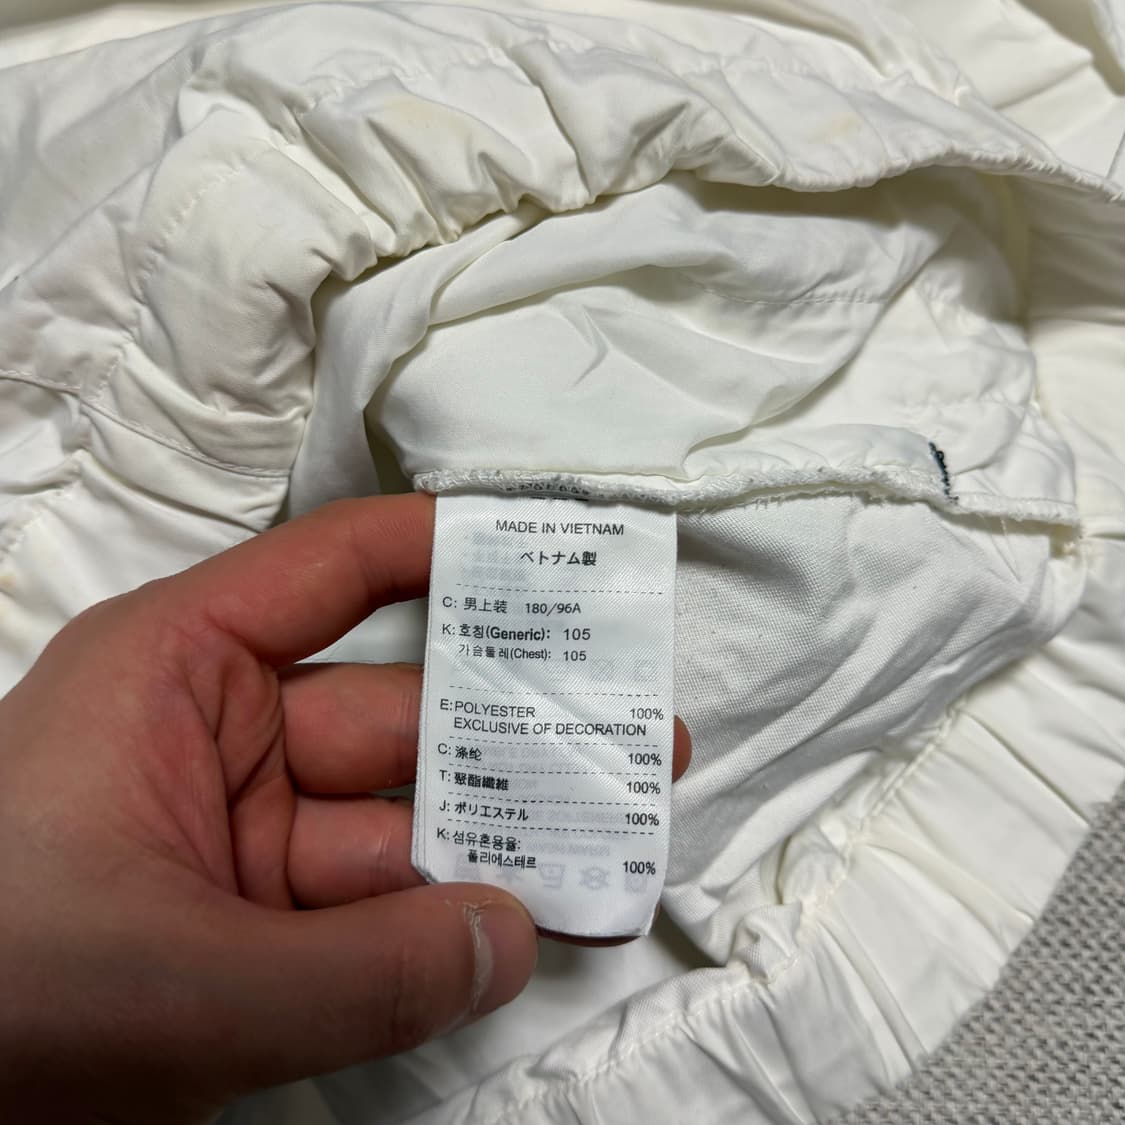 MADE IN VIETNAM
ベトナム製
C: 男上装 180/96A
K: 호칭(Generic): 105
가슴둘레(Chest): 105
E:POLYESTER 100%
EXCLUSIVE OF DECORATION
C: 涤纶 100%
T: 聚酯纖維 100%
J: ポリエステル 100%
K: 섬유혼용율:
폴리에스테르 100%